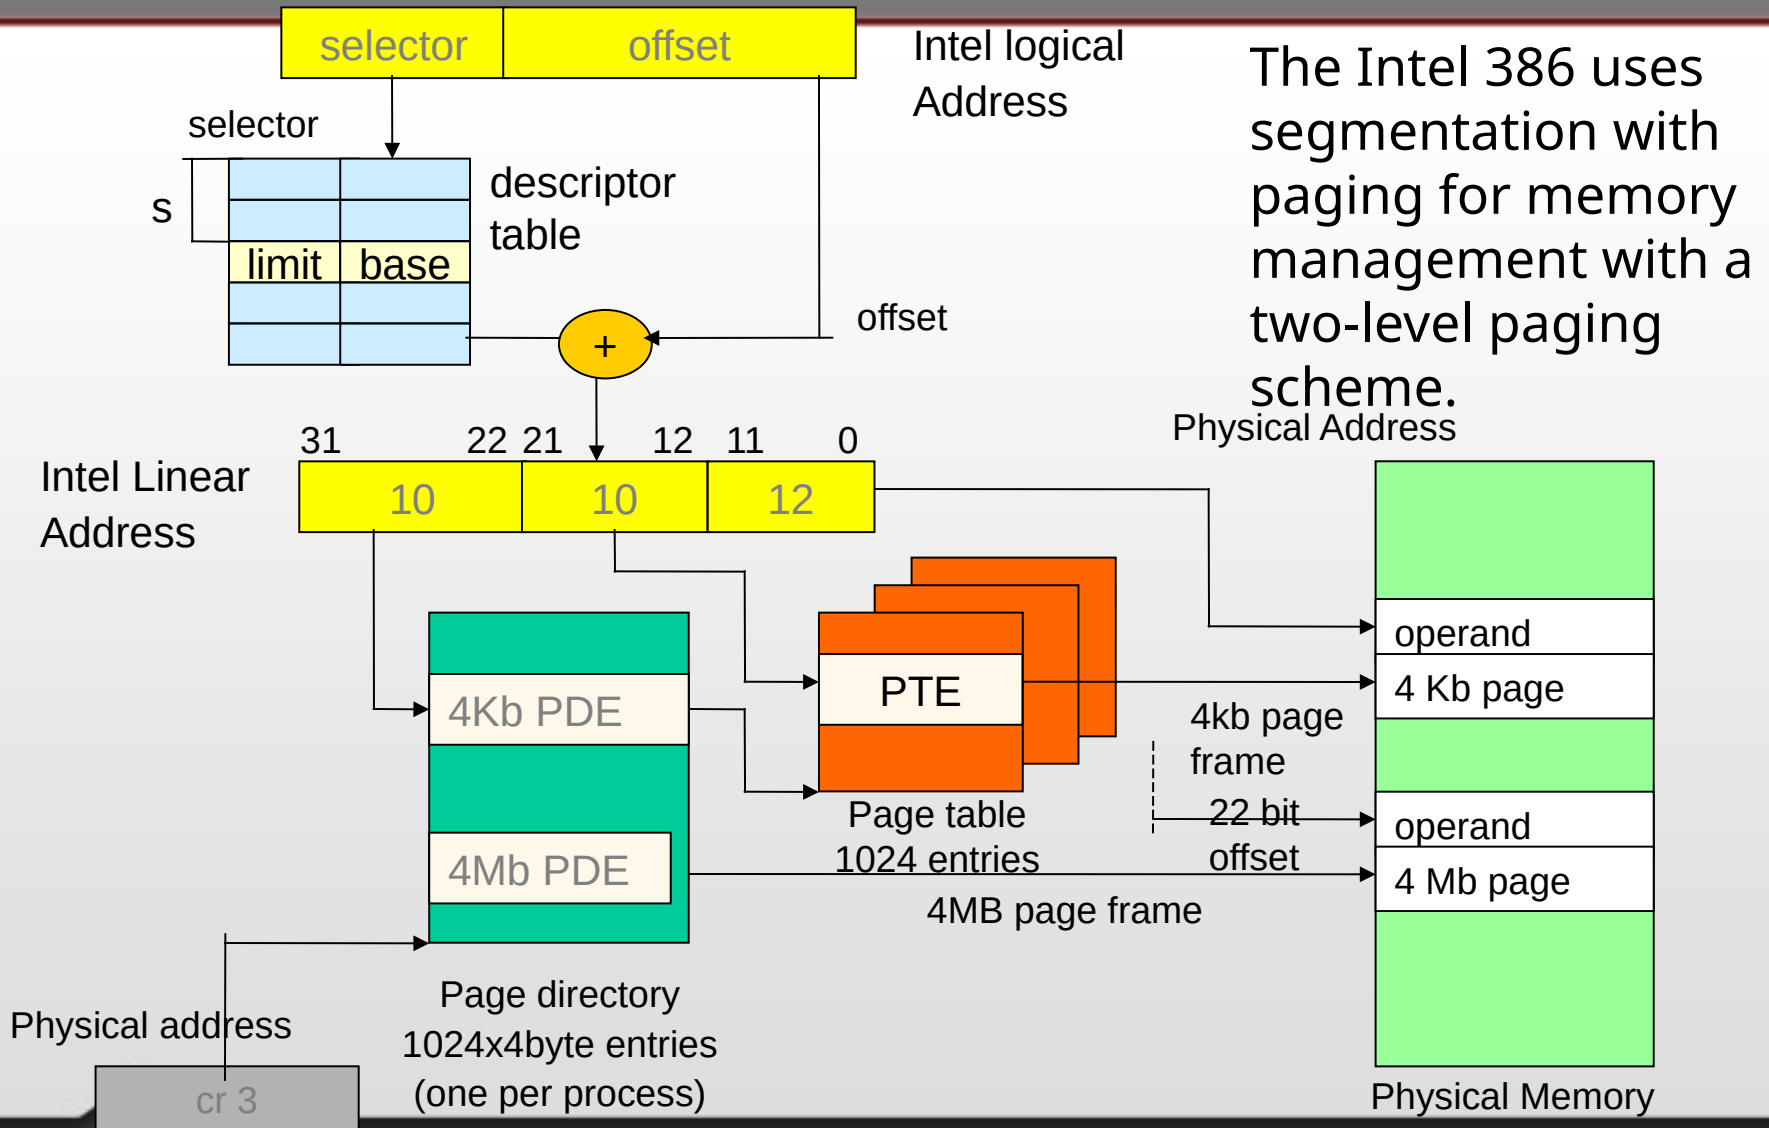 selector offset
Intel logical
Address
The Intel 386 uses
segmentation with
paging for memory
management with a
two-level paging
scheme.
selector
s
descriptor
table
limit base
offset
+
31 22 21 12 11 0
Physical Address
Intel Linear
Address
10 10 12
operand
4 Kb page
PTE
4Kb PDE
4kb page
frame
22 bit
offset
operand
4 Mb page
Page table
1024 entries
4Mb PDE
4MB page frame
Page directory
1024x4byte entries
(one per process)
Physical address
cr 3
Physical Memory